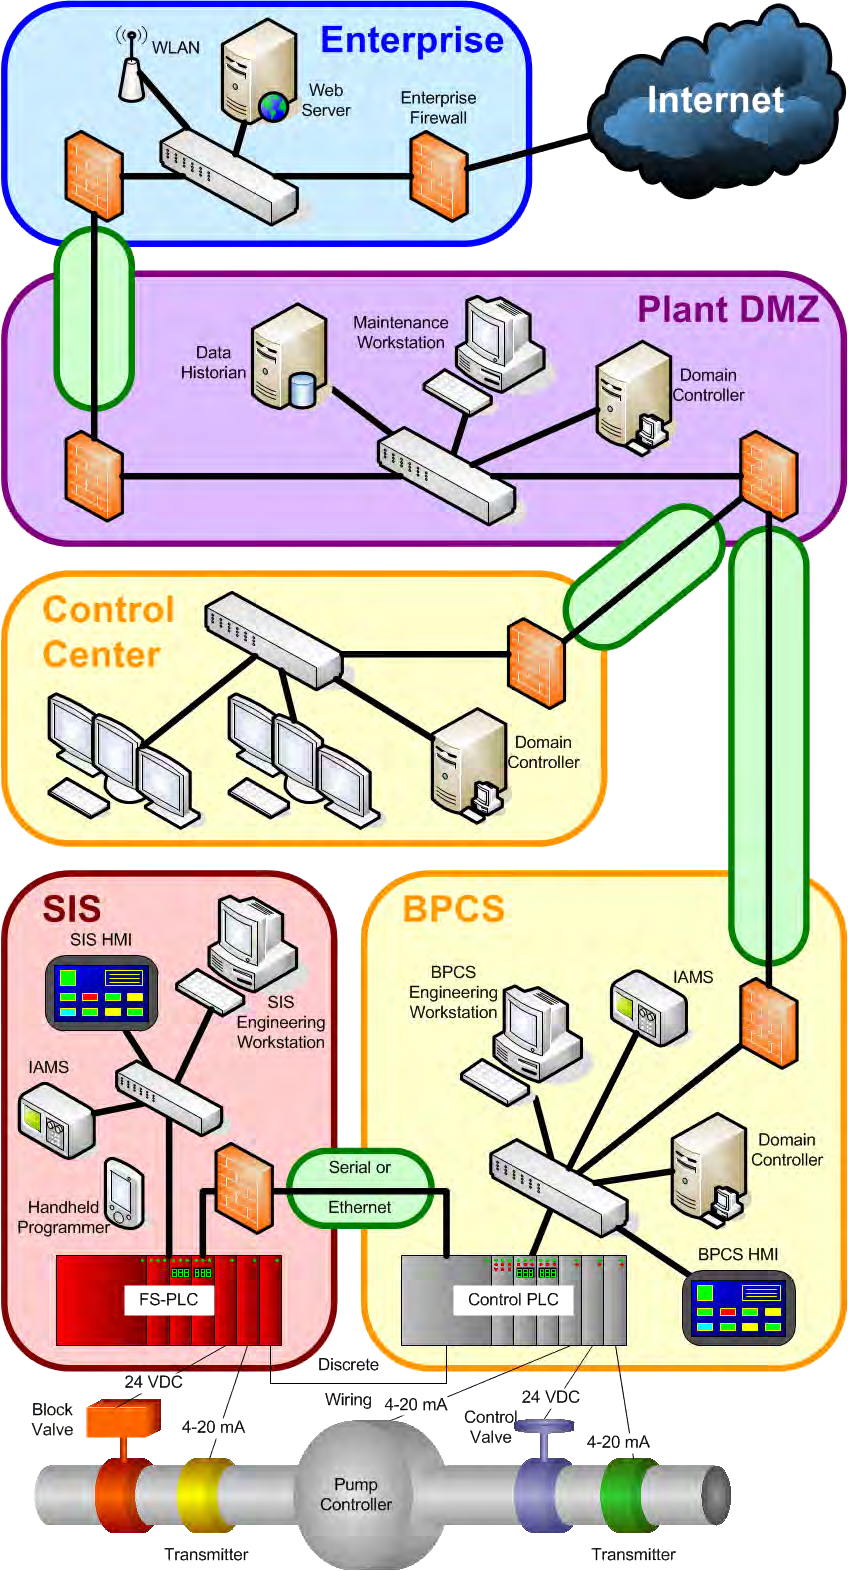 Enterprise
WLAN
Web
Server
Enterprise
Firewall
Internet
Plant DMZ
Data
Historian
Maintenance
Workstation
Domain
Controller
Control
Center
Domain
Controller
SIS
SIS HMI
SIS
Engineering
Workstation
IAMS
Handheld
Programmer
FS-PLC
Serial or
Ethernet
BPCS
BPCS
Engineering
Workstation
IAMS
Domain
Controller
BPCS HMI
Control PLC
Discrete
Wiring
24 VDC
4-20 mA
4-20 mA
24 VDC
4-20 mA
Block
Valve
Control
Valve
Pump
Controller
Transmitter
Transmitter